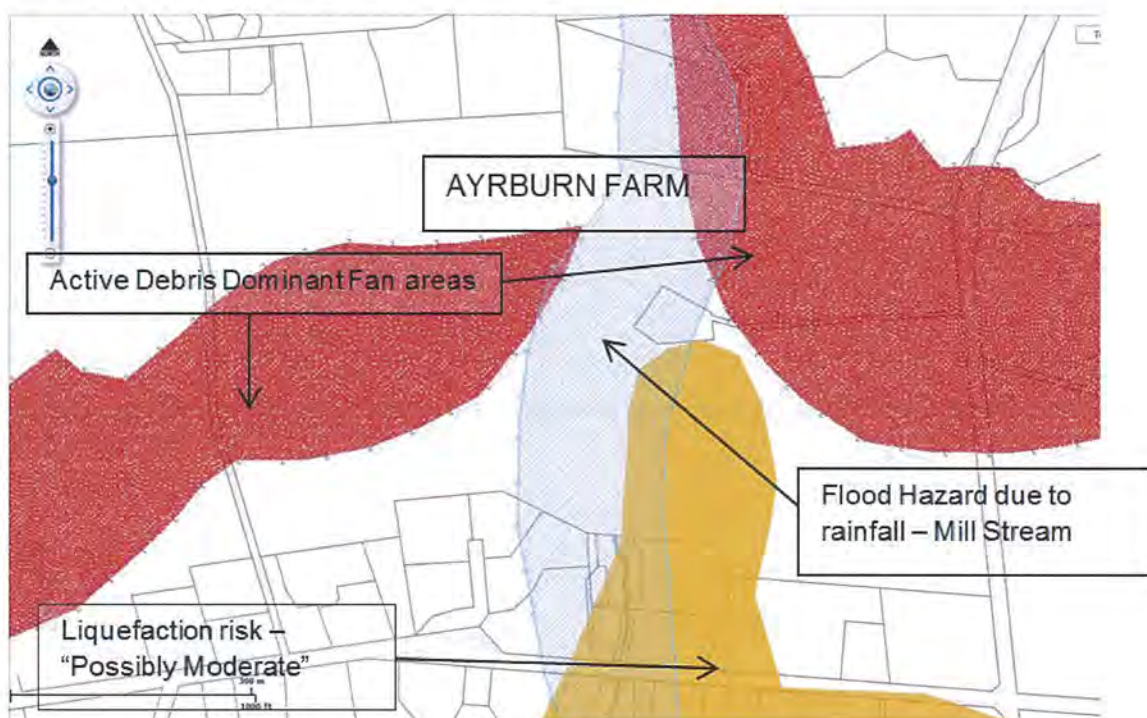 AYRBURN FARM
Active Debris Dominant Fan areas
Flood Hazard due to
rainfall – Mill Stream
Liquefaction risk –
“Possibly Moderate”
300 m
1000 ft